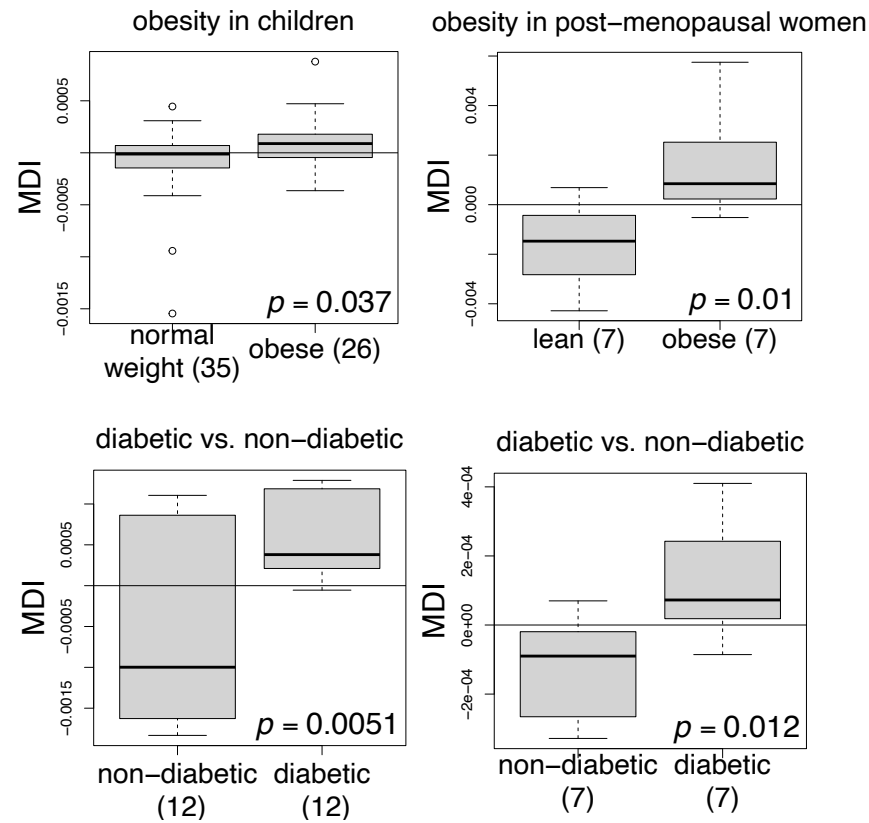 obesity in children
MDI
0.0005
−0.0005
−0.0015
p = 0.037
normal
weight (35)
obese (26)
obesity in post−menopausal women
MDI
0.004
0.000
−0.004
p = 0.01
lean (7)
obese (7)
diabetic vs. non−diabetic
MDI
0.0005
−0.0005
−0.0015
p = 0.0051
non−diabetic
(12)
diabetic
(12)
diabetic vs. non−diabetic
MDI
4e−04
2e−04
0e+00
−2e−04
p = 0.012
non−diabetic
(7)
diabetic
(7)